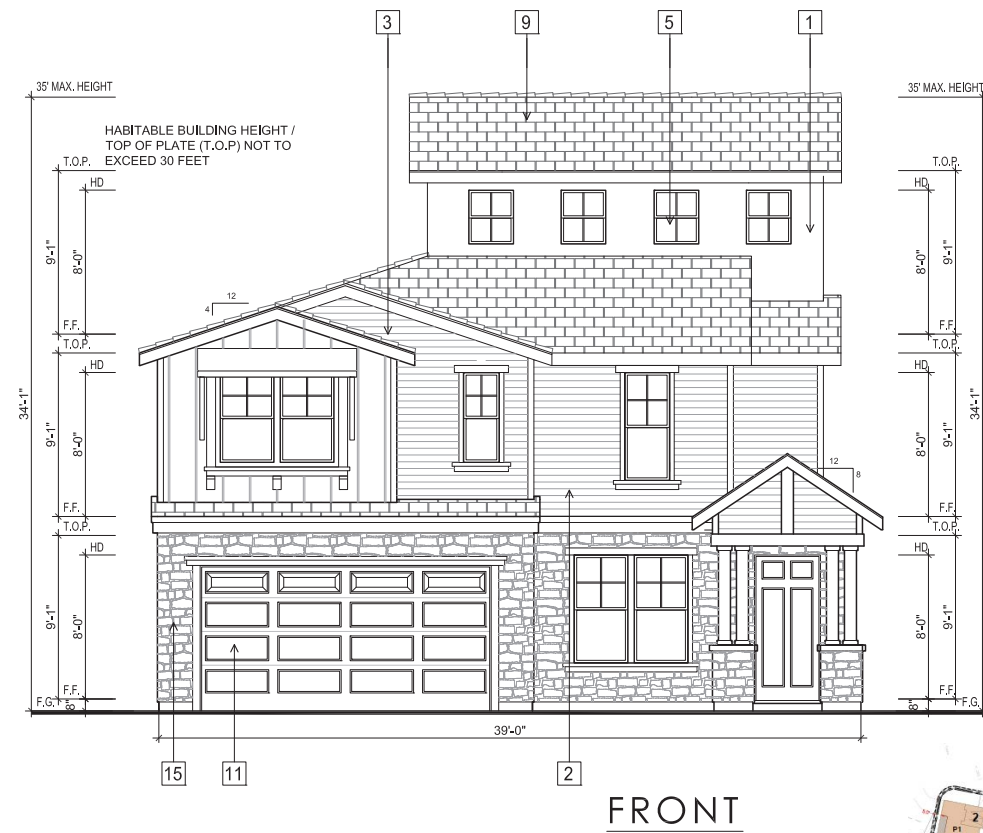 3
9
5
1
35' MAX. HEIGHT
35' MAX. HEIGHT
HABITABLE BUILDING HEIGHT /
TOP OF PLATE (T.O.P) NOT TO
EXCEED 30 FEET
T.O.P.
T.O.P.
HD
HD
9'-1"
8'-0"
8'-0"
9'-1"
12
4
F.F.
F.F.
T.O.P.
T.O.P.
HD
HD
34'-1"
9'-1"
8'-0"
8'-0"
9'-1"
34'-1"
12
8
F.F.
F.F.
T.O.P.
T.O.P.
HD
HD
9'-1"
8'-0"
8'-0"
9'-1"
F.F.
F.F.
F.G.
8"
8"
F.G.
39'-0"
15
11
2
FRONT
2
P1